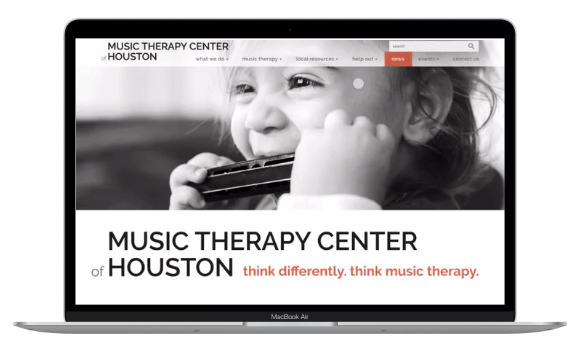 MUSIC THERAPY CENTER
of HOUSTON
search
what we do music therapy local resources help out news events contact us
MUSIC THERAPY CENTER
of HOUSTON think differently. think music therapy.
MacBook Air